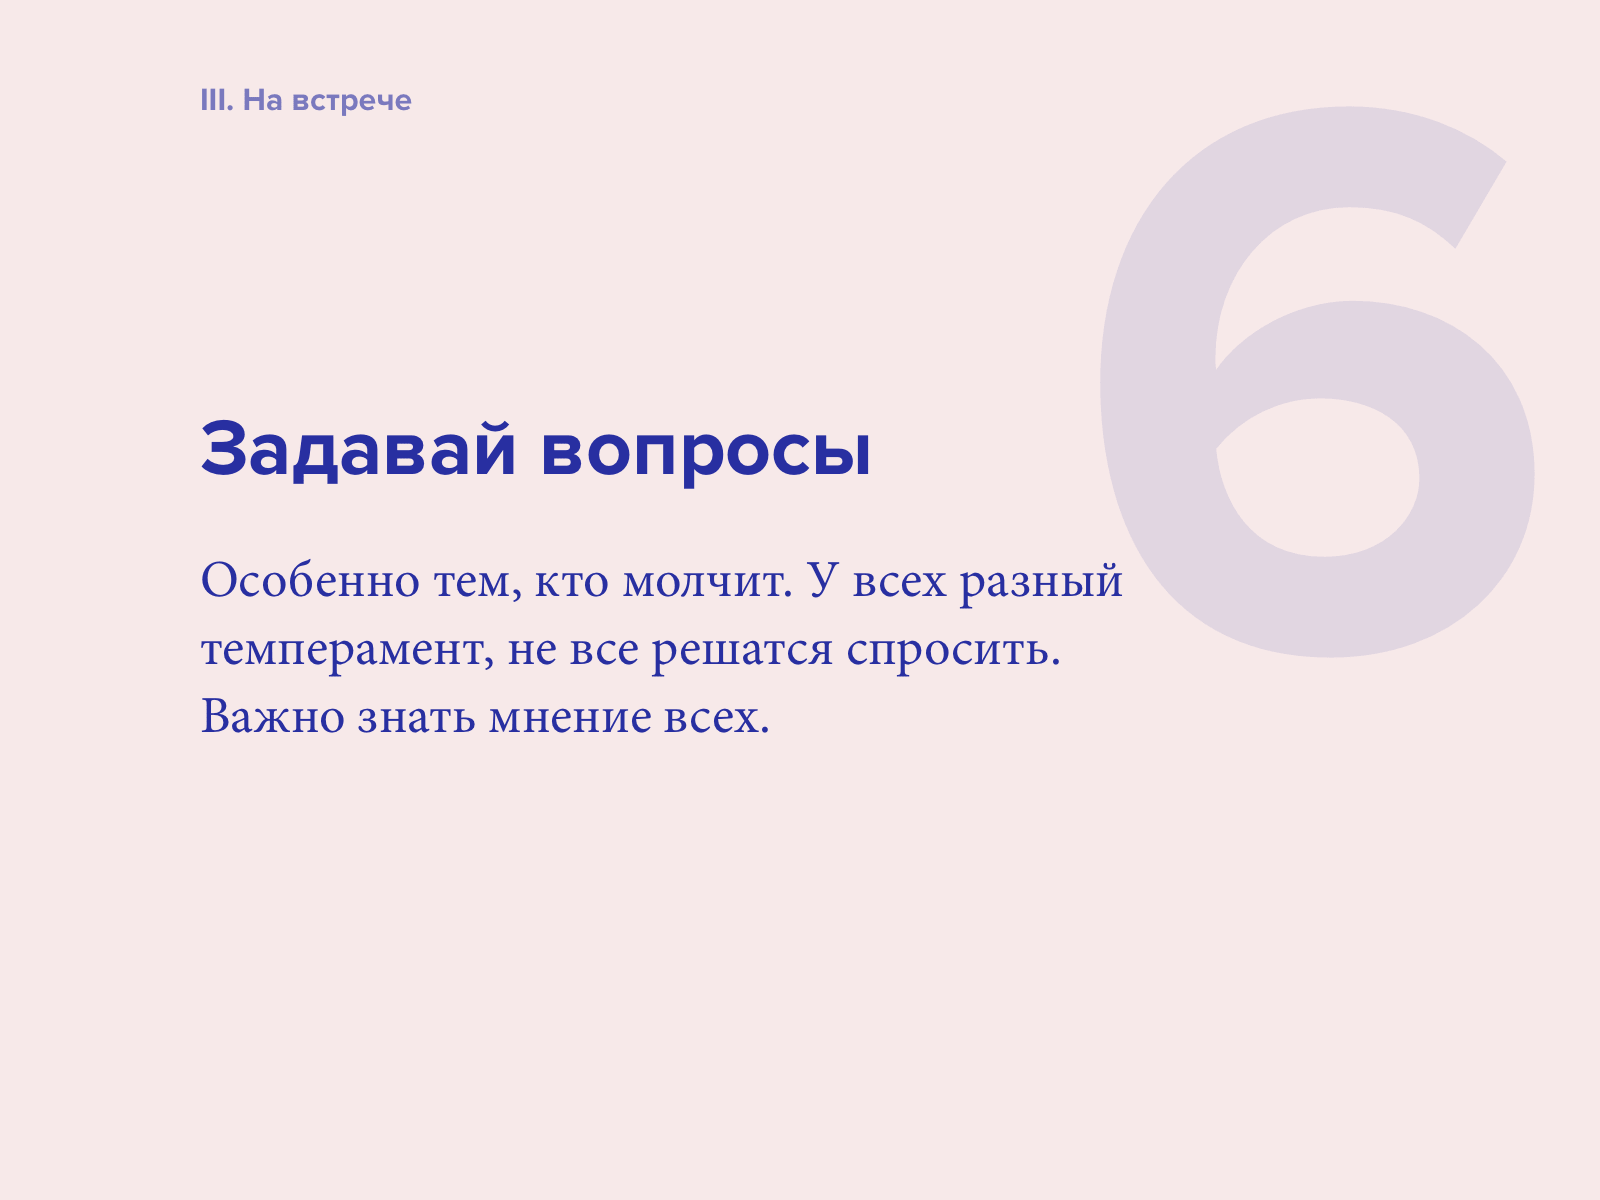 III. На встрече
6
Задавай вопросы
Особенно тем, кто молчит. У всех разный
темперамент, не все решатся спросить.
Важно знать мнение всех.